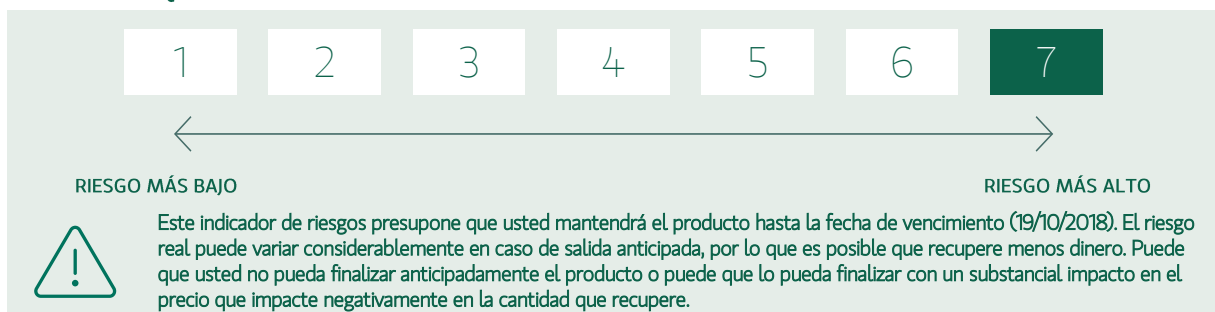 1 2 3 4 5 6 7
RIESGO MÁS BAJO RIESGO MÁS ALTO
Este indicador de riesgos presupone que usted mantendrá el producto hasta la fecha de vencimiento (19/10/2018). El riesgo
real puede variar considerablemente en caso de salida anticipada, por lo que es posible que recupere menos dinero. Puede
que usted no pueda finalizar anticipadamente el producto o puede que lo pueda finalizar con un substancial impacto en el
precio que impacte negativamente en la cantidad que recupere.